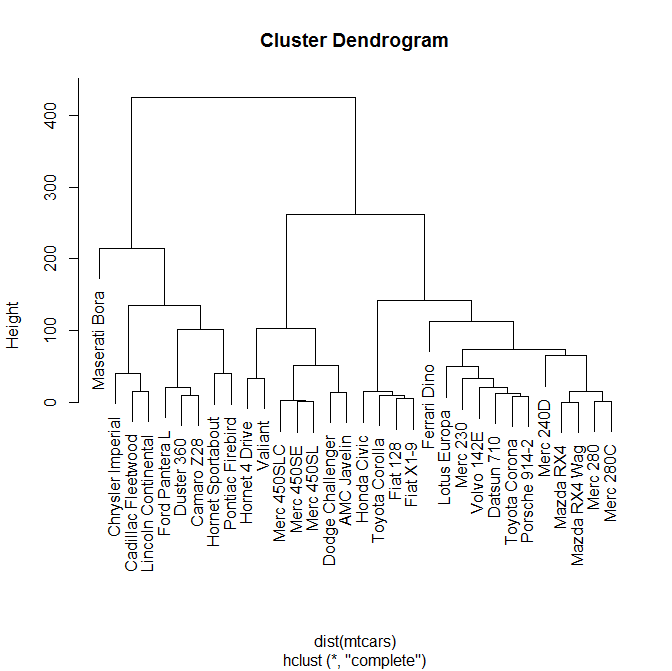 Cluster Dendrogram
Height
0
100
200
300
400
Maserati Bora
Chrysler Imperial
Cadillac Fleetwood
Lincoln Continental
Ford Pantera L
Duster 360
Camaro Z28
Hornet Sportabout
Pontiac Firebird
Hornet 4 Drive
Valiant
Merc 450SLC
Merc 450SE
Merc 450SL
Dodge Challenger
AMC Javelin
Honda Civic
Toyota Corolla
Fiat 128
Fiat X1-9
Ferrari Dino
Lotus Europa
Merc 230
Volvo 142E
Datsun 710
Toyota Corona
Porsche 914-2
Merc 240D
Mazda RX4
Mazda RX4 Wag
Merc 280
Merc 280C
dist(mtcars)
hclust (*, "complete")